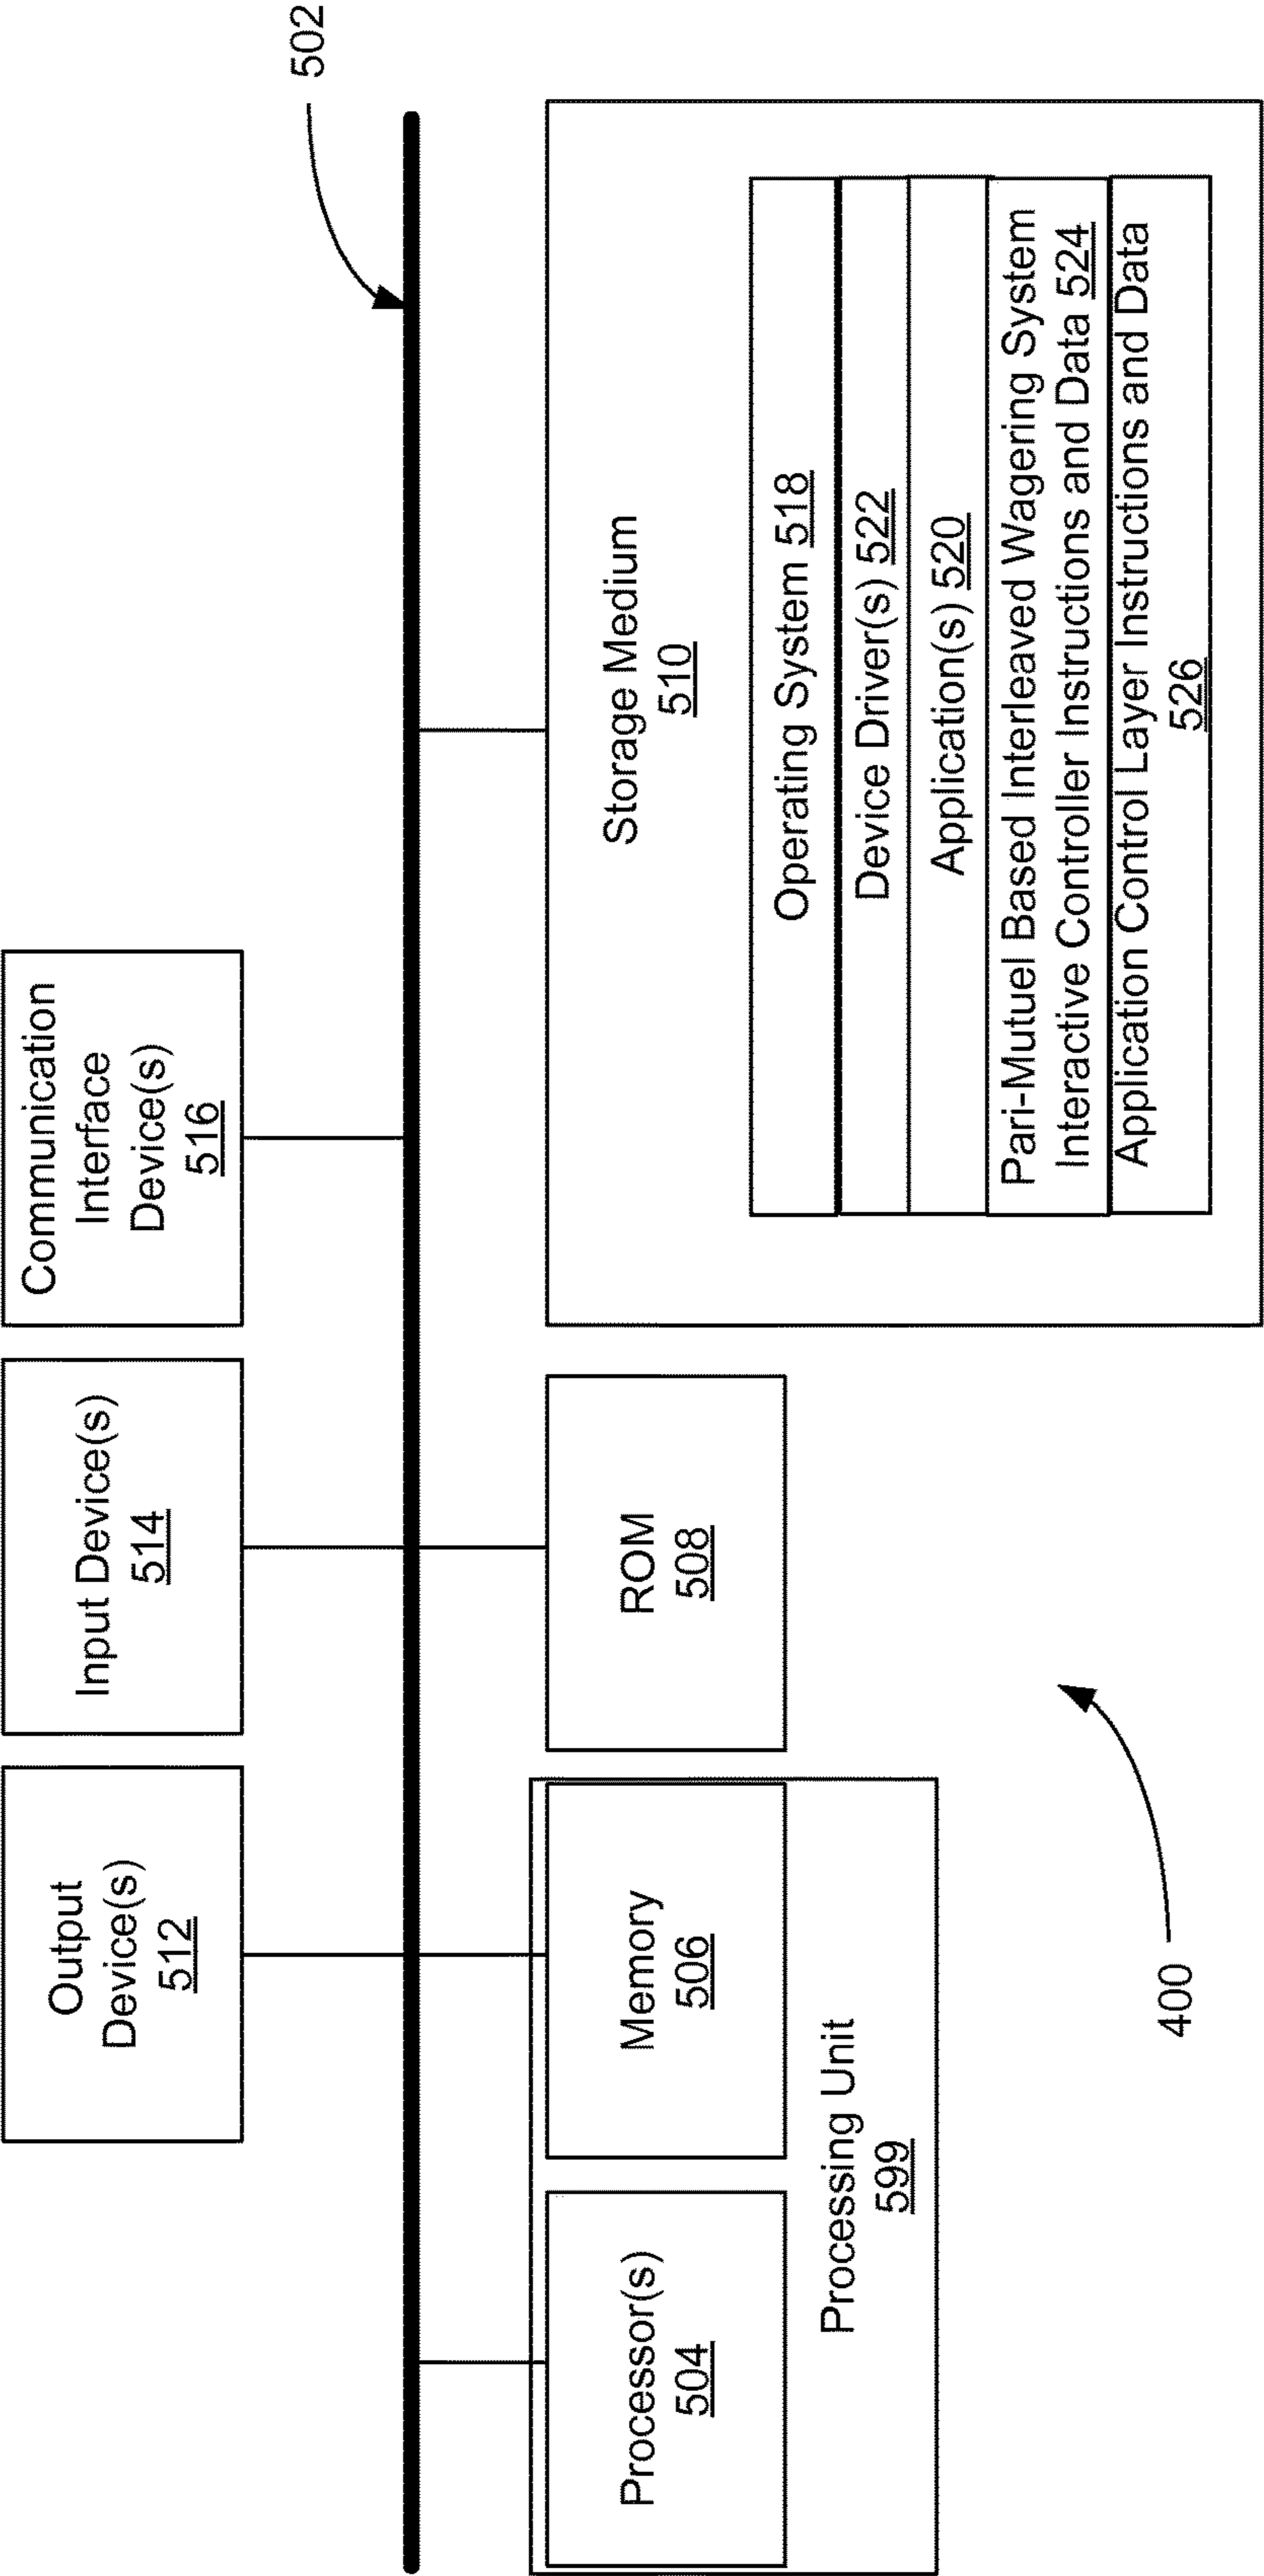 502
Output
Device(s)
512
Input Device(s)
514
Communication
Interface
Device(s)
516
Processor(s)
504
Memory
506
Processing Unit
599
ROM
508
Storage Medium
510
Operating System 518
Device Driver(s) 522
Application(s) 520
Pari-Mutuel Based Interleaved Wagering System
Interactive Controller Instructions and Data 524
Application Control Layer Instructions and Data
526
400